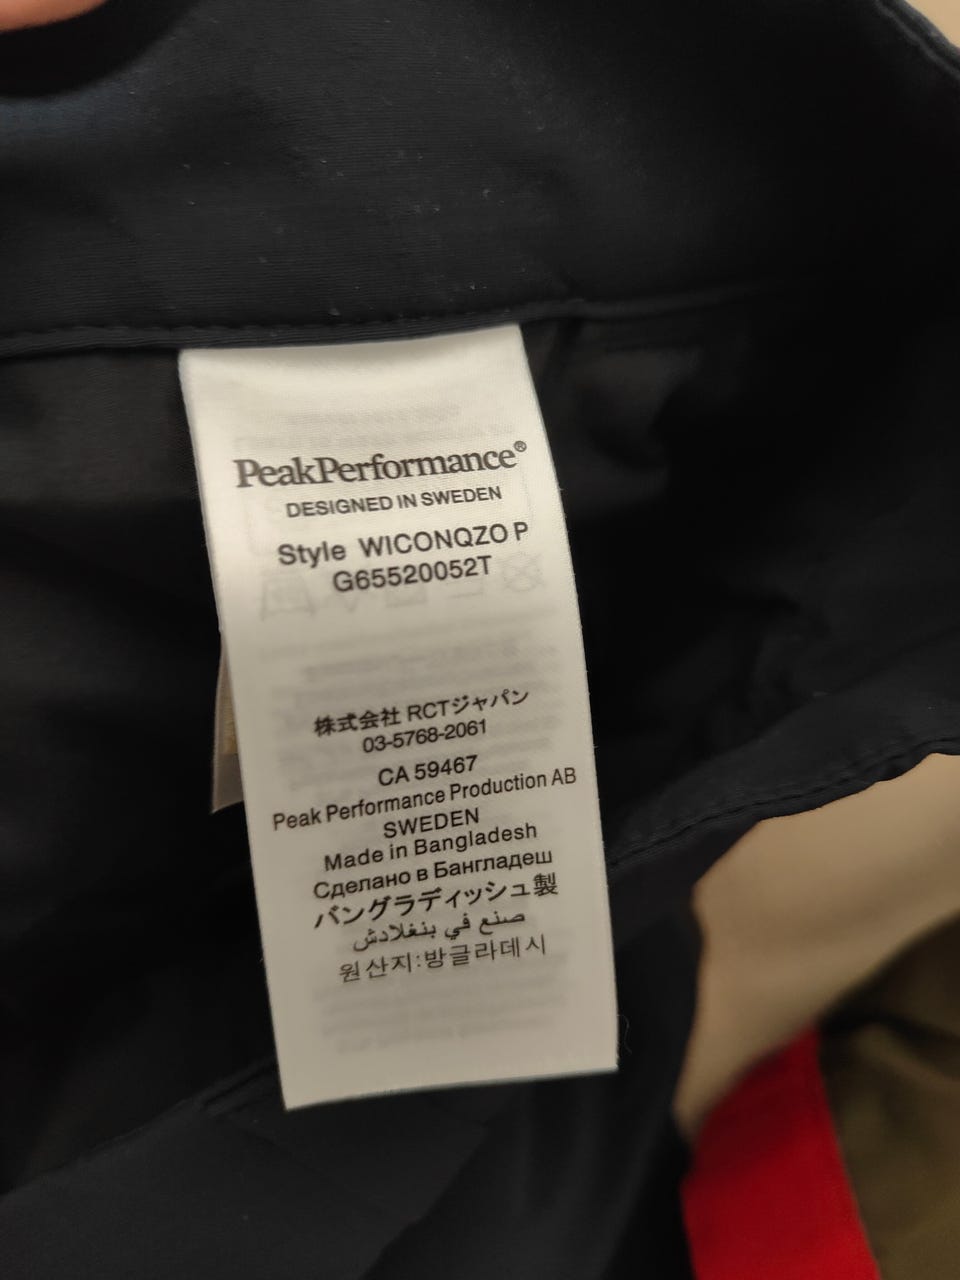 PeakPerformance®
DESIGNED IN SWEDEN
Style WICONQZO P
G65520052T
株式会社 RCTジャパン
03-5768-2061
CA 59467
Peak Performance Production AB
SWEDEN
Made in Bangladesh
Сделано в Бангладеш
バングラディッシュ製
صنع في بنغلادش
원산지:방글라데시